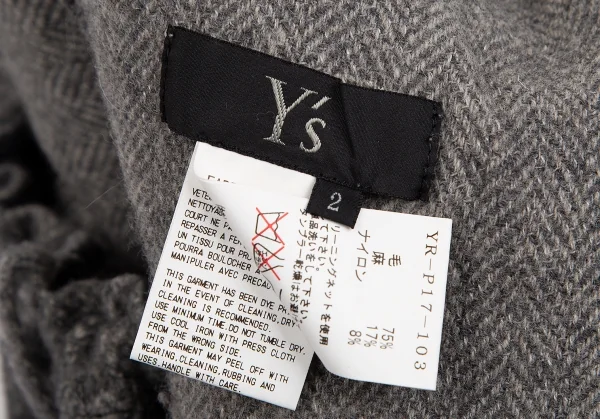 Y's
2
YR-P17-103
毛 75%
麻 17%
ナイロン 8%
NETTOYAG
COURT NE P
REPASSER A FE
UN TISSU POUR PR
POURRA BOULOCHER
MANIPULER AVEC PRECAU
THIS GARMENT HAS BEEN DYE PR
IN THE EVENT OF CLEANING,DRY
CLEANING IS RECOMMENDED.
USE MINIMUM TIME.DO NOT TUMBLE DRY.
USE COOL IRON WITH PRESS CLOTH
FROM THE WRONG SIDE.
THIS GARMENT MAY PEEL OFF WITH
WEARING,CLEANING,RUBBING AND
USES,HANDLE WITH CARE.